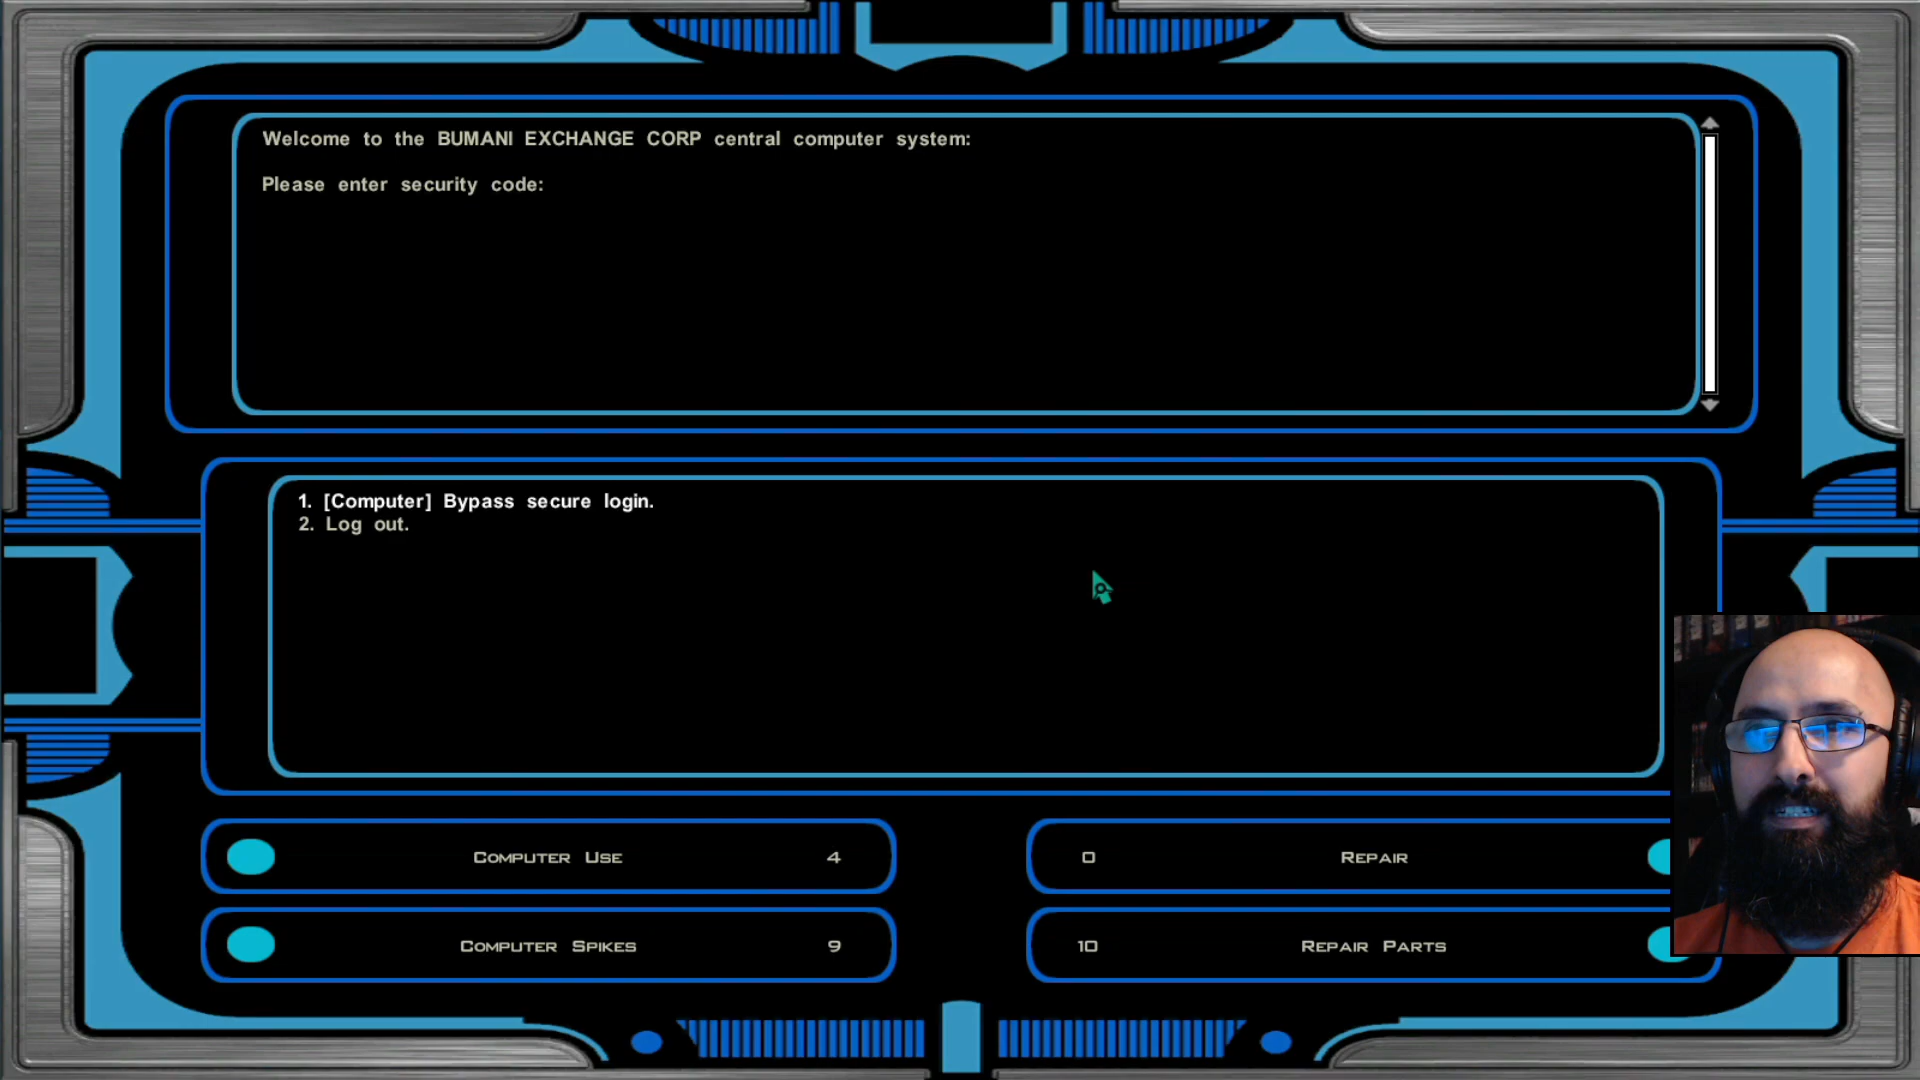 Welcome to the BUMANI EXCHANGE CORP central computer system:
Please enter security code:
1. [Computer] Bypass secure login.
2. Log out.
COMPUTER USE 4
0 REPAIR
COMPUTER SPIKES 9
10 REPAIR PARTS